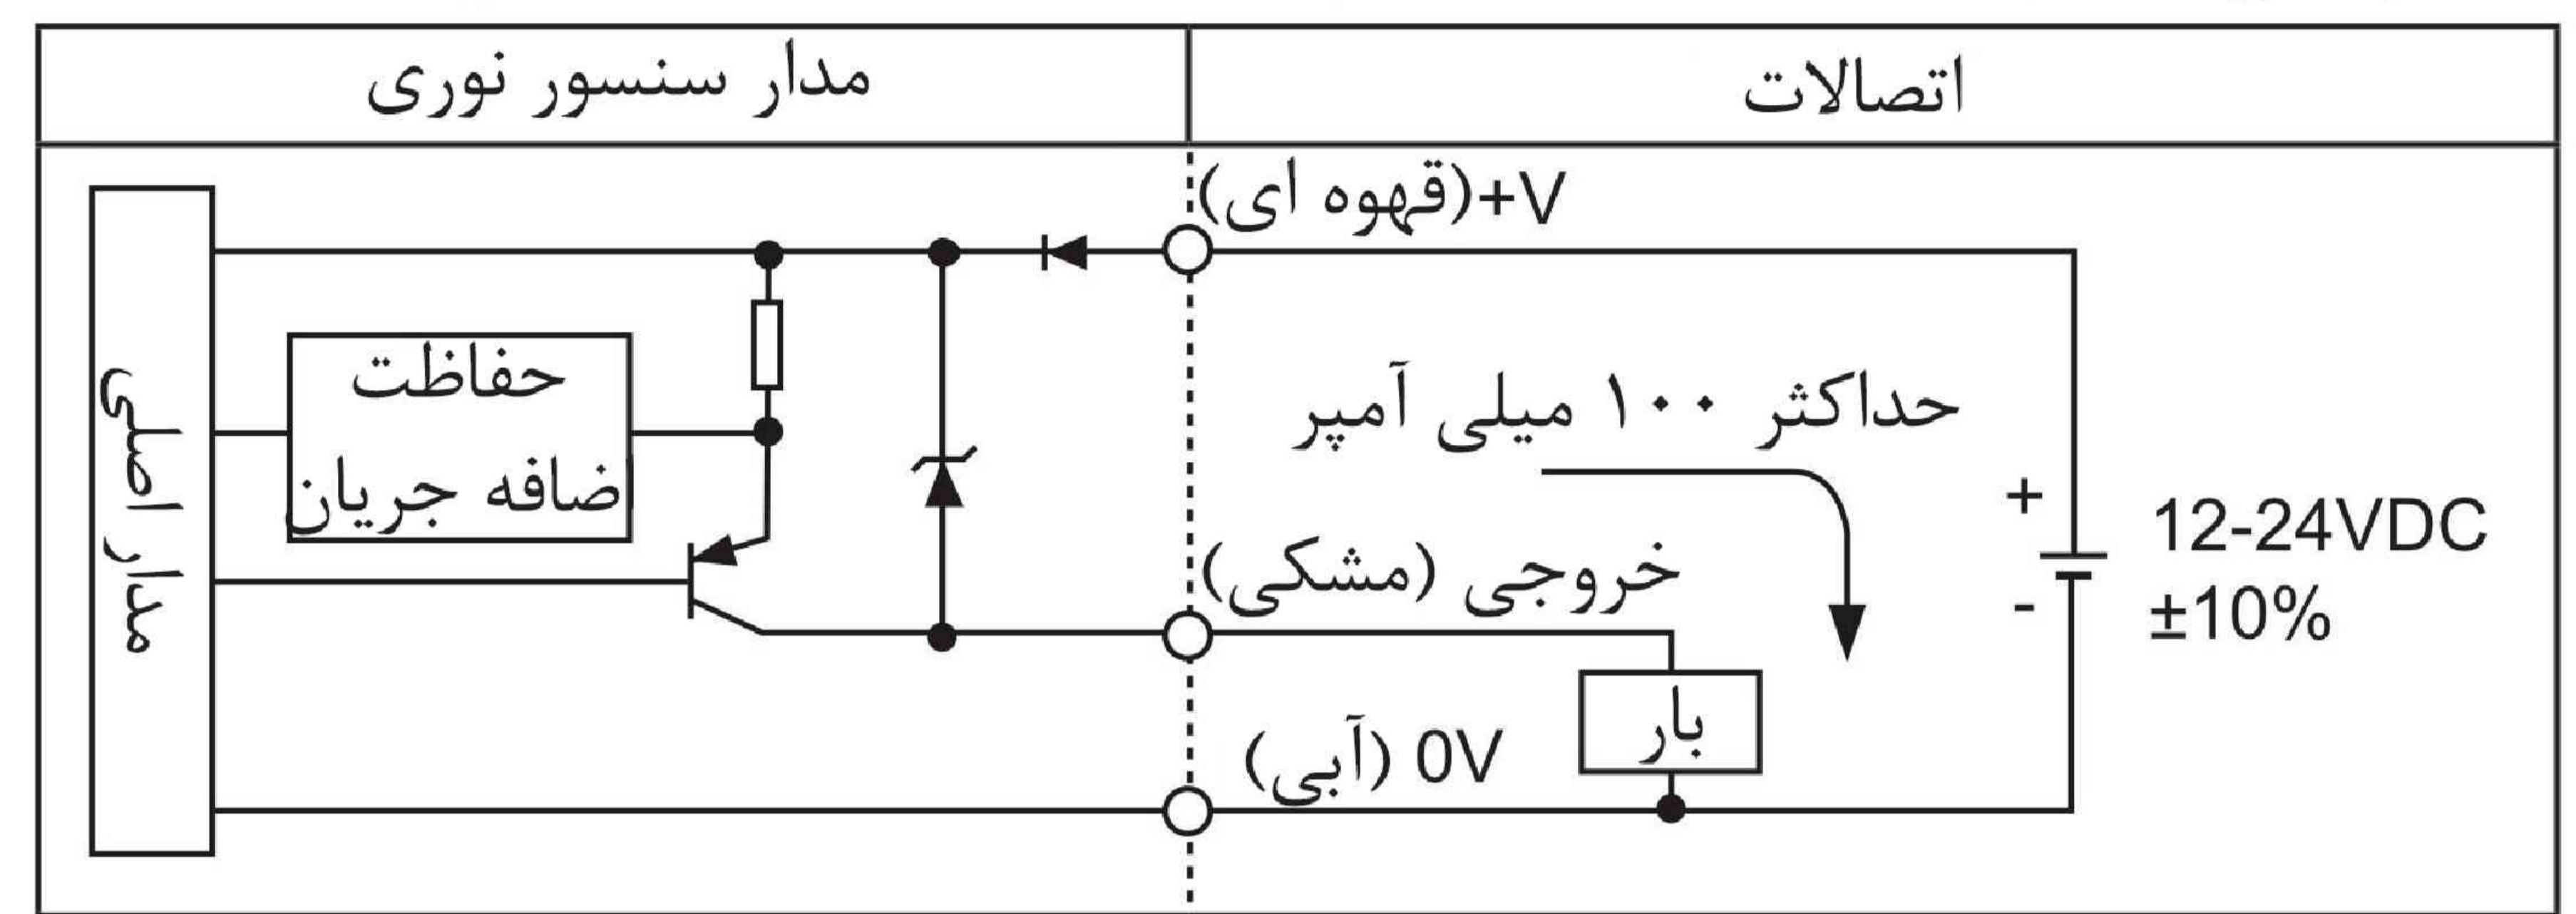 مدار سنسور نوری
اتصالات
+V(قهوه ای)
حفاظت
ضافه جریان
مدار اصلی
حداکثر ۱۰۰ میلی آمپر
خروجی (مشکی)
+
12-24VDC
-
±10%
بار
0V (آبی)